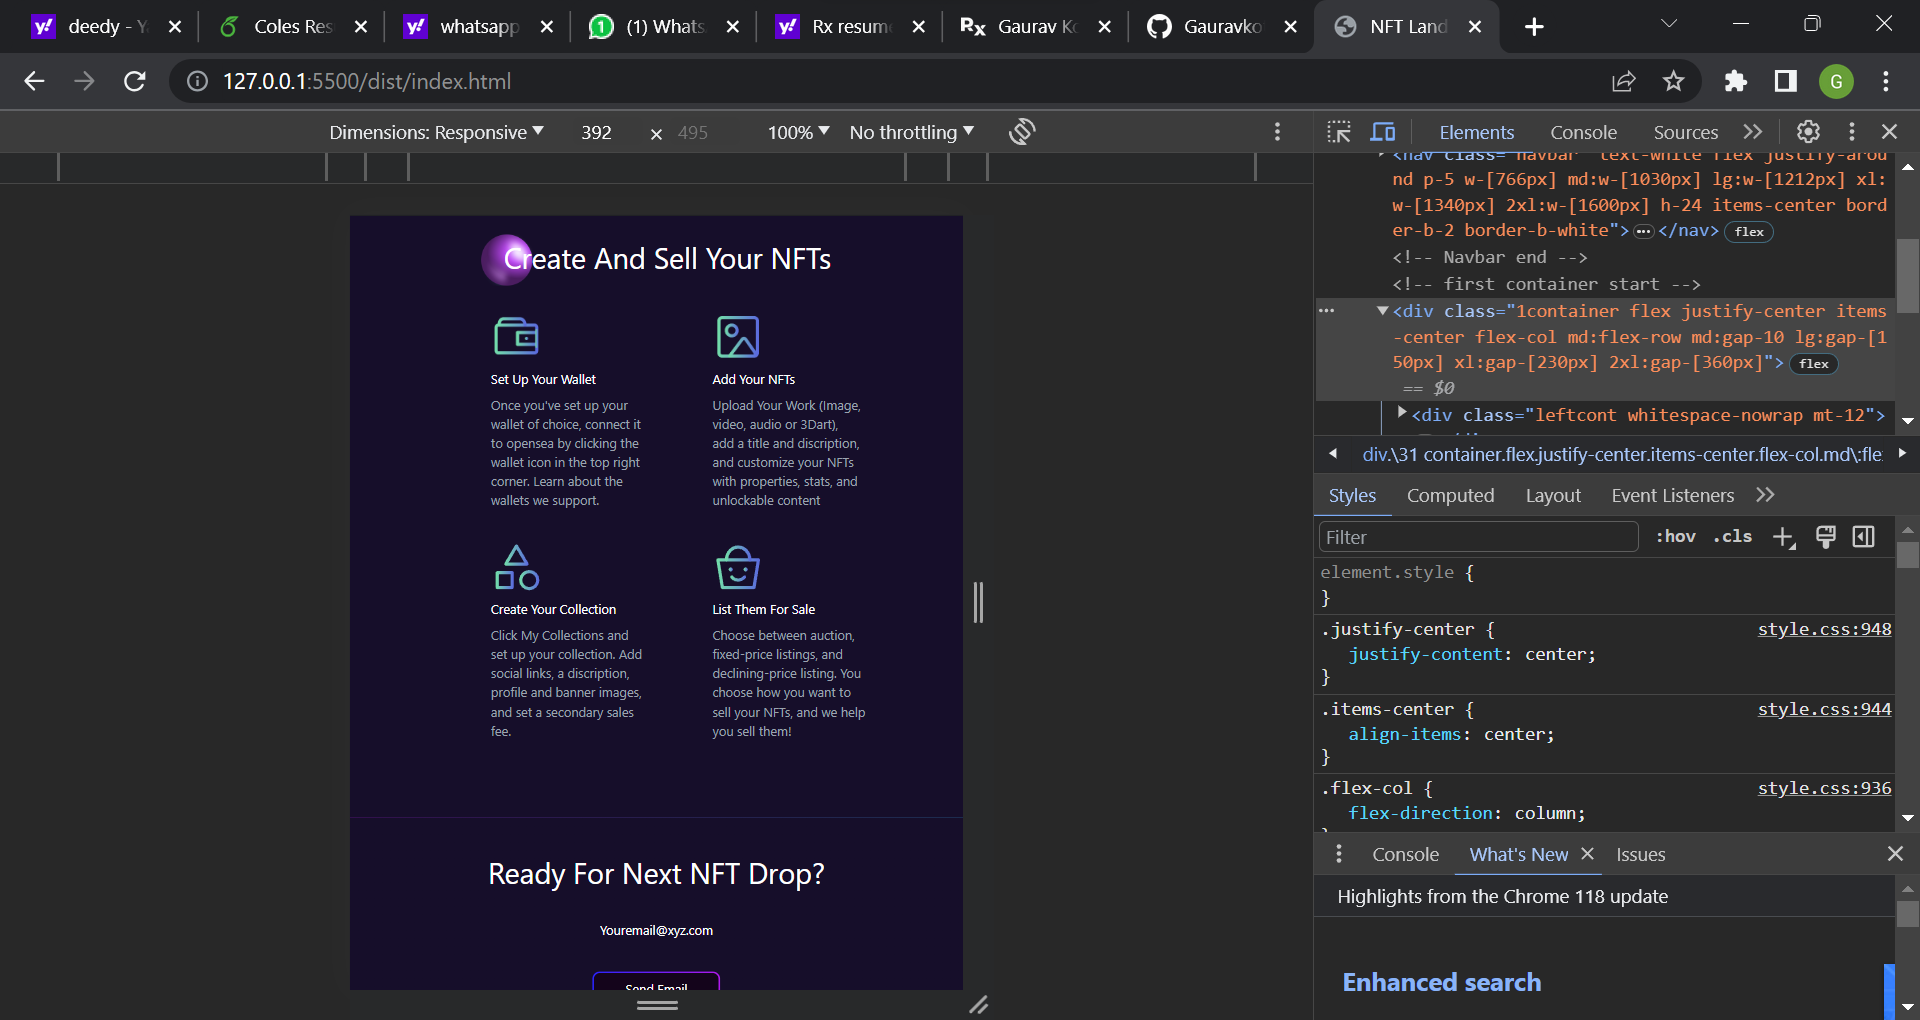 deedy - Y
Coles Res
whatsapp
(1) Whats
Rx resum
Gaurav Ko
Gauravko
NFT Land
127.0.0.1:5500/dist/index.html
G
Dimensions: Responsive
392 × 495
100%
No throttling
Create And Sell Your NFTs
Set Up Your Wallet
Once you've set up your
wallet of choice, connect it
to opensea by clicking the
wallet icon in the top right
corner. Learn about the
wallets we support.
Add Your NFTs
Upload Your Work (Image,
video, audio or 3Dart),
add a title and discription,
and customize your NFTs
with properties, stats, and
unlockable content
Create Your Collection
Click My Collections and
set up your collection. Add
social links, a discription,
profile and banner images,
and set a secondary sales
fee.
List Them For Sale
Choose between auction,
fixed-price listings, and
declining-price listing. You
choose how you want to
sell your NFTs, and we help
you sell them!
Ready For Next NFT Drop?
Youremail@xyz.com
Send Email
Elements Console Sources
<nav class="navbar text-white flex justify-arou
nd p-5 w-[766px] md:w-[1030px] lg:w-[1212px] xl:
w-[1340px] 2xl:w-[1600px] h-24 items-center bord
er-b-2 border-b-white">…</nav> flex
<!-- Navbar end -->
<!-- first container start -->
<div class="1container flex justify-center items
-center flex-col md:flex-row md:gap-10 lg:gap-[1
50px] xl:gap-[230px] 2xl:gap-[360px]"> flex
== $0
<div class="leftcont whitespace-nowrap mt-12">
div.\31 container.flex.justify-center.items-center.flex-col.md\:fle
Styles Computed Layout Event Listeners
Filter
:hov .cls
element.style {
}
.justify-center {
style.css:948
justify-content: center;
}
.items-center {
style.css:944
align-items: center;
}
.flex-col {
style.css:936
flex-direction: column;
Console What's New Issues
Highlights from the Chrome 118 update
Enhanced search